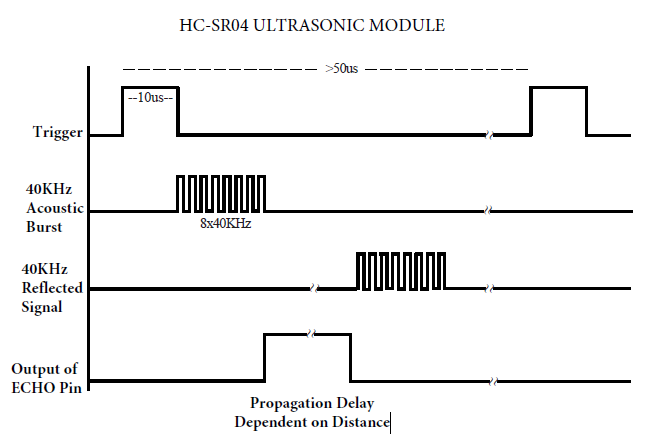 HC-SR04 ULTRASONIC MODULE
>50us
--10us--
Trigger
40KHz
Acoustic
Burst
8x40KHz
40KHz
Reflected
Signal
Output of
ECHO Pin
Propagation Delay
Dependent on Distance